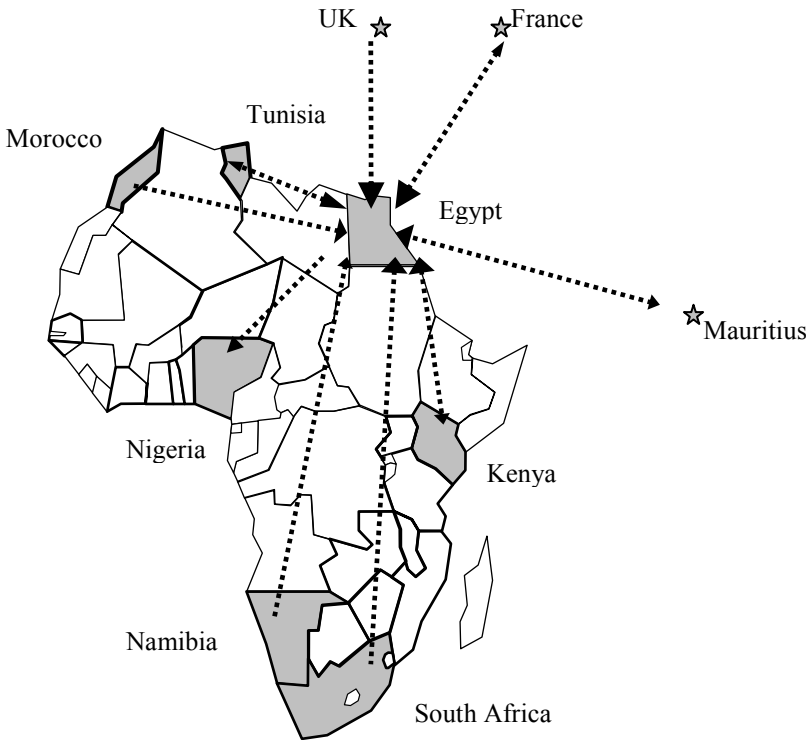 UK
France
Tunisia
Morocco
Egypt
Mauritius
Nigeria
Kenya
Namibia
South Africa